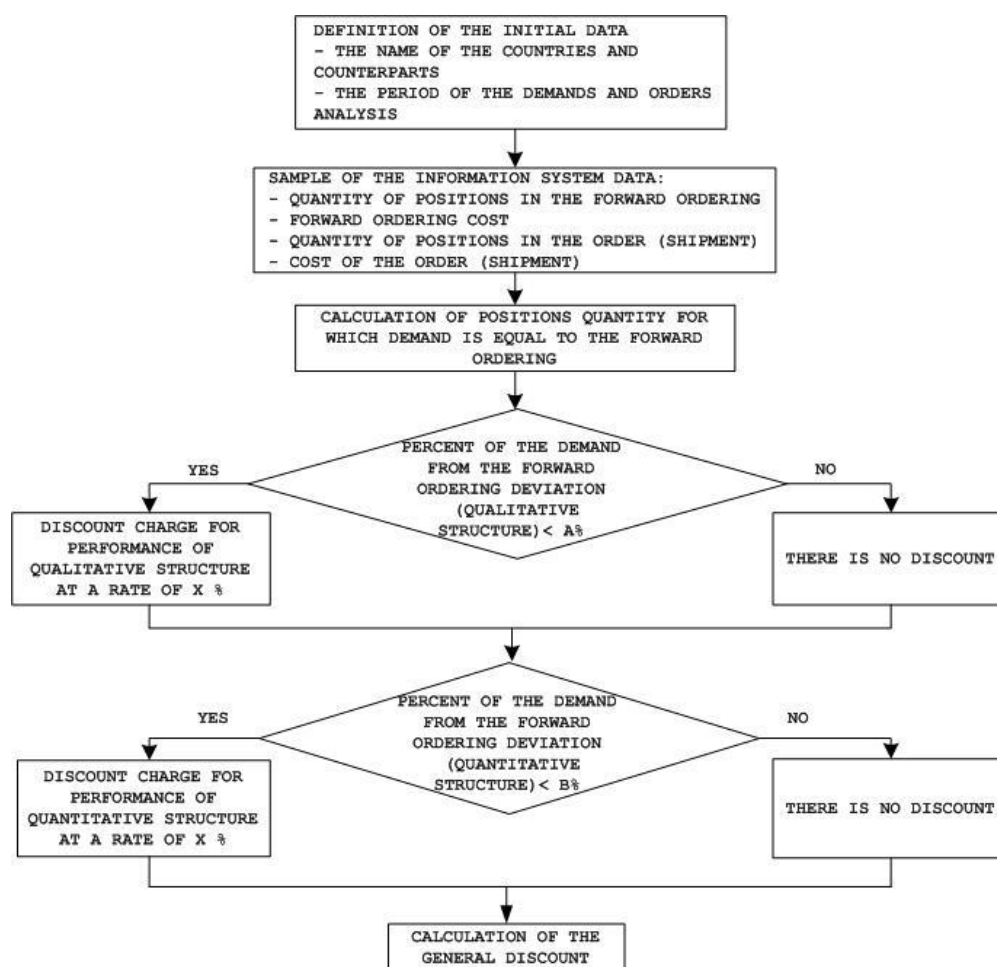 DEFINITION OF THE INITIAL DATA
- THE NAME OF THE COUNTRIES AND
COUNTERPARTS
- THE PERIOD OF THE DEMANDS AND ORDERS
ANALYSIS
SAMPLE OF THE INFORMATION SYSTEM DATA:
- QUANTITY OF POSITIONS IN THE FORWARD ORDERING
- FORWARD ORDERING COST
- QUANTITY OF POSITIONS IN THE ORDER (SHIPMENT)
- COST OF THE ORDER (SHIPMENT)
CALCULATION OF POSITIONS QUANTITY FOR
WHICH DEMAND IS EQUAL TO THE FORWARD
ORDERING
PERCENT OF THE DEMAND
FROM THE FORWARD
ORDERING DEVIATION
(QUALITATIVE
STRUCTURE)< A%
YES
NO
DISCOUNT CHARGE FOR
PERFORMANCE OF
QUALITATIVE STRUCTURE
AT A RATE OF X %
THERE IS NO DISCOUNT
PERCENT OF THE DEMAND
FROM THE FORWARD
ORDERING DEVIATION
(QUANTITATIVE
STRUCTURE)< B%
YES
NO
DISCOUNT CHARGE FOR
PERFORMANCE OF
QUANTITATIVE STRUCTURE
AT A RATE OF X %
THERE IS NO DISCOUNT
CALCULATION OF THE
GENERAL DISCOUNT